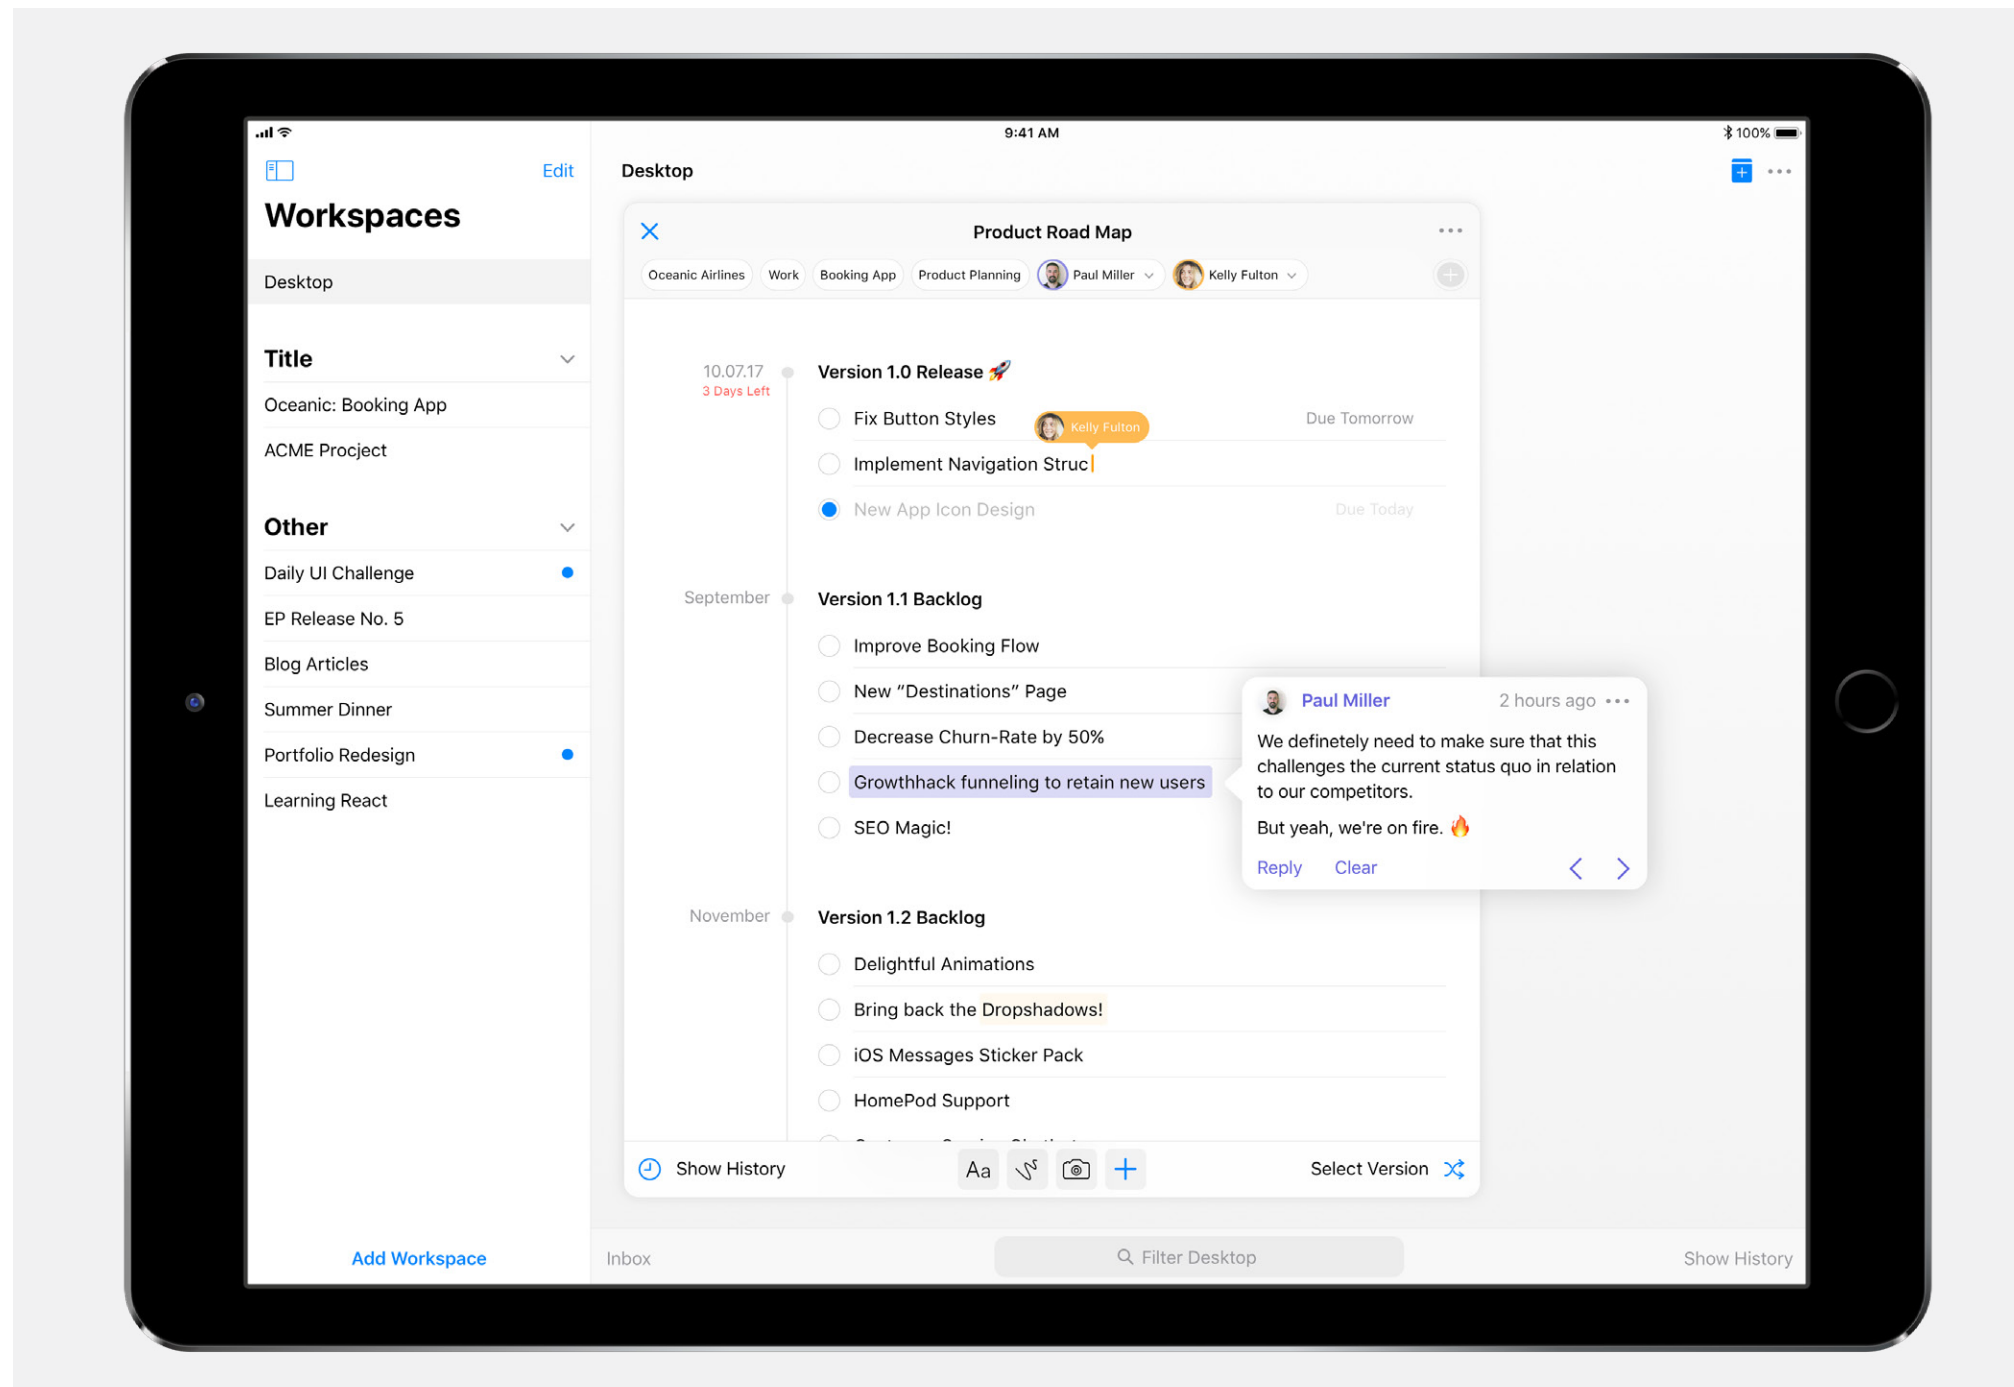 9:41 AM
100%
Edit
Workspaces
Desktop
Title
Oceanic: Booking App
ACME Procject
Other
Daily UI Challenge
EP Release No. 5
Blog Articles
Summer Dinner
Portfolio Redesign
Learning React
Add Workspace
Desktop
Product Road Map
Oceanic Airlines Work Booking App Product Planning Paul Miller Kelly Fulton
10.07.17 Version 1.0 Release 🚀
3 Days Left
Fix Button Styles Due Tomorrow
Kelly Fulton
Implement Navigation Struc
New App Icon Design Due Today
September Version 1.1 Backlog
Improve Booking Flow
New “Destinations” Page
Decrease Churn-Rate by 50%
Growthhack funneling to retain new users
SEO Magic!
Paul Miller 2 hours ago
We definetely need to make sure that this
challenges the current status quo in relation
to our competitors.
But yeah, we're on fire. 🔥
Reply Clear
November Version 1.2 Backlog
Delightful Animations
Bring back the Dropshadows!
iOS Messages Sticker Pack
HomePod Support
Show History Aa Select Version
Inbox Filter Desktop Show History